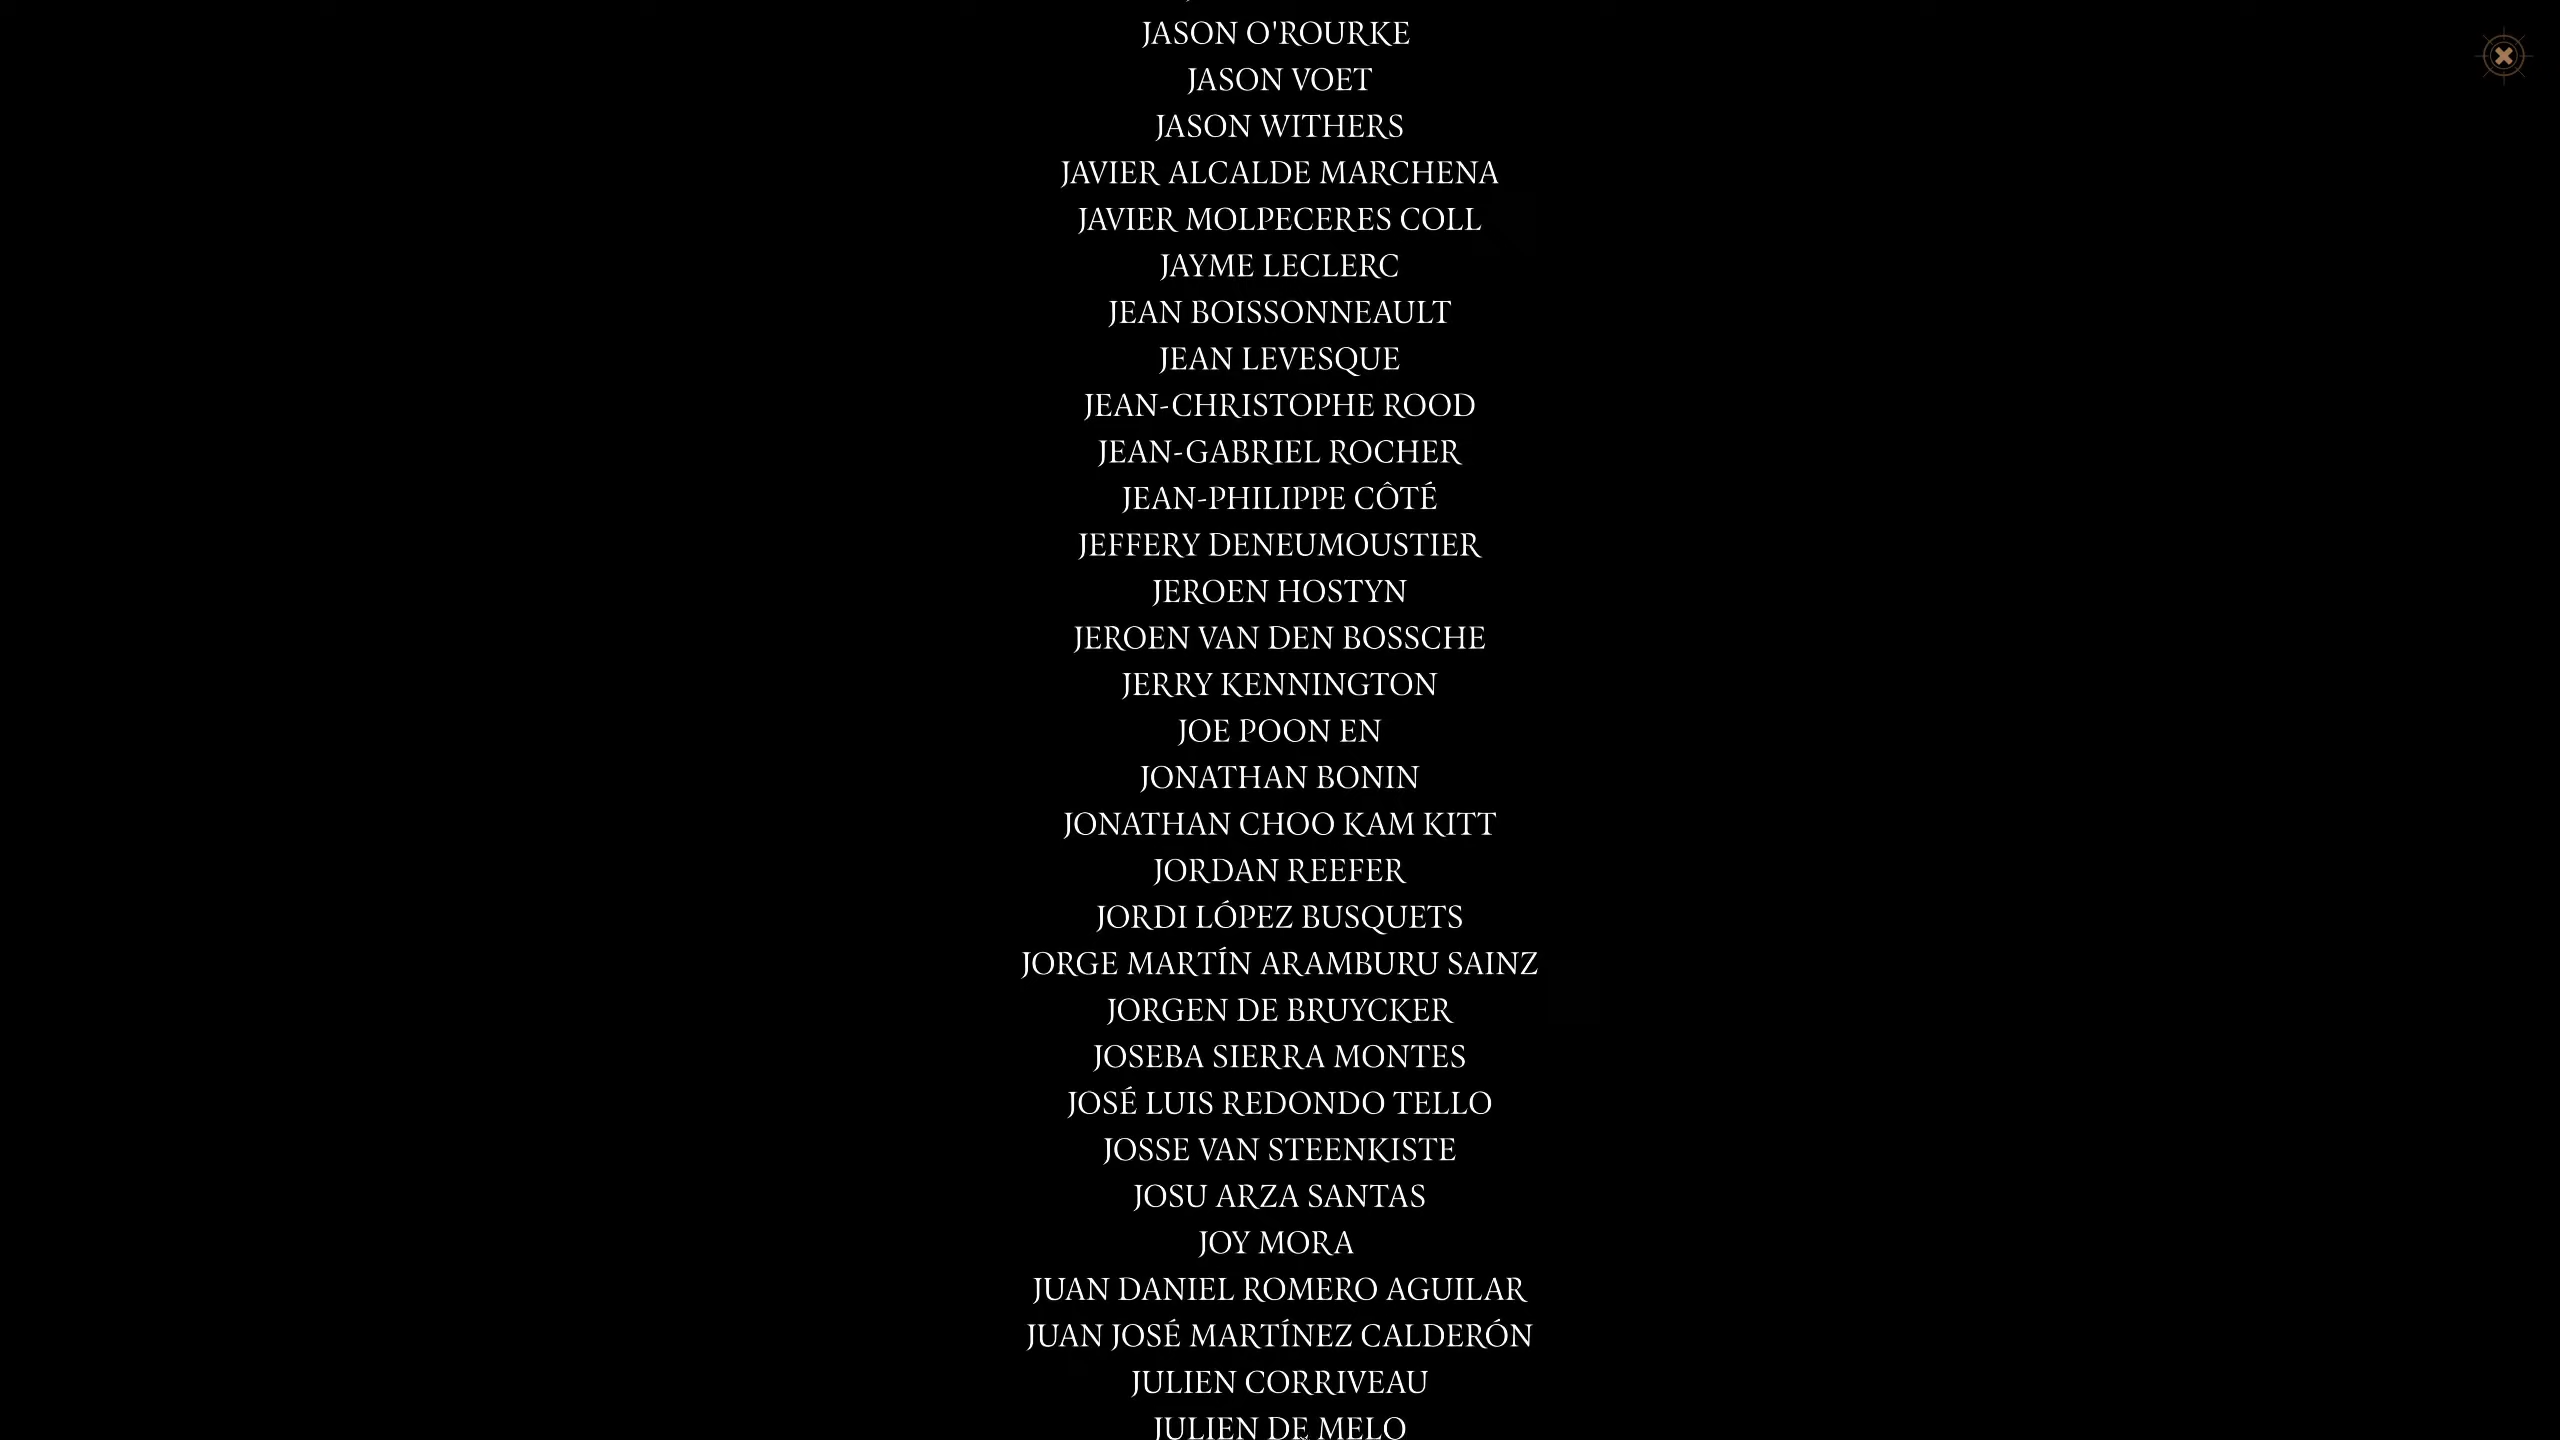 JASON O'ROURKE
JASON VOET
JASON WITHERS
JAVIER ALCALDE MARCHENA
JAVIER MOLPECERES COLL
JAYME LECLERC
JEAN BOISSONNEAULT
JEAN LEVESQUE
JEAN-CHRISTOPHE ROOD
JEAN-GABRIEL ROCHER
JEAN-PHILIPPE CÔTÉ
JEFFERY DENEUMOUSTIER
JEROEN HOSTYN
JEROEN VAN DEN BOSSCHE
JERRY KENNINGTON
JOE POON EN
JONATHAN BONIN
JONATHAN CHOO KAM KITT
JORDAN REEFER
JORDI LÓPEZ BUSQUETS
JORGE MARTÍN ARAMBURU SAINZ
JORGEN DE BRUYCKER
JOSEBA SIERRA MONTES
JOSÉ LUIS REDONDO TELLO
JOSSE VAN STEENKISTE
JOSU ARZA SANTAS
JOY MORA
JUAN DANIEL ROMERO AGUILAR
JUAN JOSÉ MARTÍNEZ CALDERÓN
JULIEN CORRIVEAU
JULIEN DE MELO